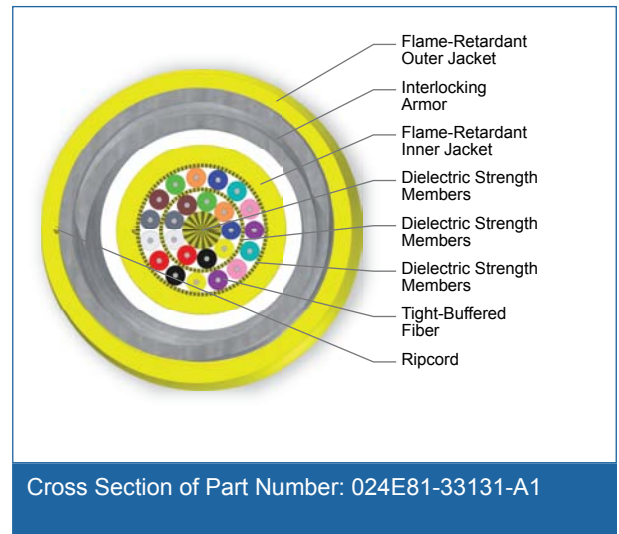 Flame-Retardant
Outer Jacket
Interlocking
Armor
Flame-Retardant
Inner Jacket
Dielectric Strength
Members
Dielectric Strength
Members
Dielectric Strength
Members
Tight-Buffered
Fiber
Ripcord
Cross Section of Part Number: 024E81-33131-A1